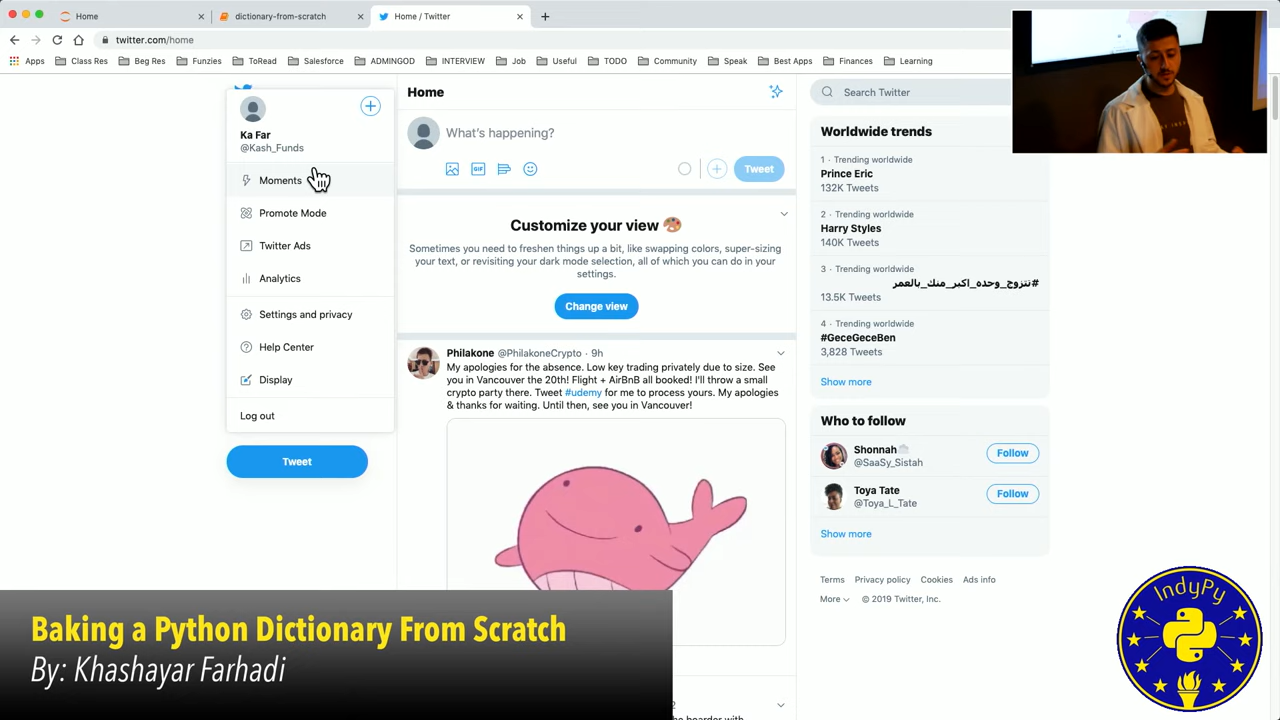 Home
dictionary-from-scratch
Home / Twitter
twitter.com/home
Apps
Class Res
Beg Res
Funzies
ToRead
Salesforce
ADMINGOD
INTERVIEW
Job
Useful
TODO
Community
Speak
Best Apps
Finances
Learning
Ka Far
@Kash_Funds
Moments
Promote Mode
Twitter Ads
Analytics
Settings and privacy
Help Center
Display
Log out
Tweet
Home
What's happening?
GIF
Tweet
Customize your view 🎨
Sometimes you need to freshen things up a bit, like swapping colors, super-sizing
your text, or revisiting your dark mode selection, all of which you can do in your
settings.
Change view
Philakone @PhilakoneCrypto · 9h
My apologies for the absence. Low key trading privately due to size. See
you in Vancouver the 20th! Flight + AirBnB all booked! I'll throw a small
crypto party there. Tweet #udemy for me to process yours. My apologies
& thanks for waiting. Until then, see you in Vancouver!
Search Twitter
Worldwide trends
1 · Trending worldwide
Prince Eric
132K Tweets
2 · Trending worldwide
Harry Styles
140K Tweets
3 · Trending worldwide
#تتزوج_وحده_اكبر_منك_بالعمر
13.5K Tweets
4 · Trending worldwide
#GeceGeceBen
3,828 Tweets
Show more
Who to follow
Shonnah
@SaaSy_Sistah
Follow
Toya Tate
@Toya_L_Tate
Follow
Show more
Terms Privacy policy Cookies Ads info
More © 2019 Twitter, Inc.
Baking a Python Dictionary From Scratch
By: Khashayar Farhadi
IndyPy